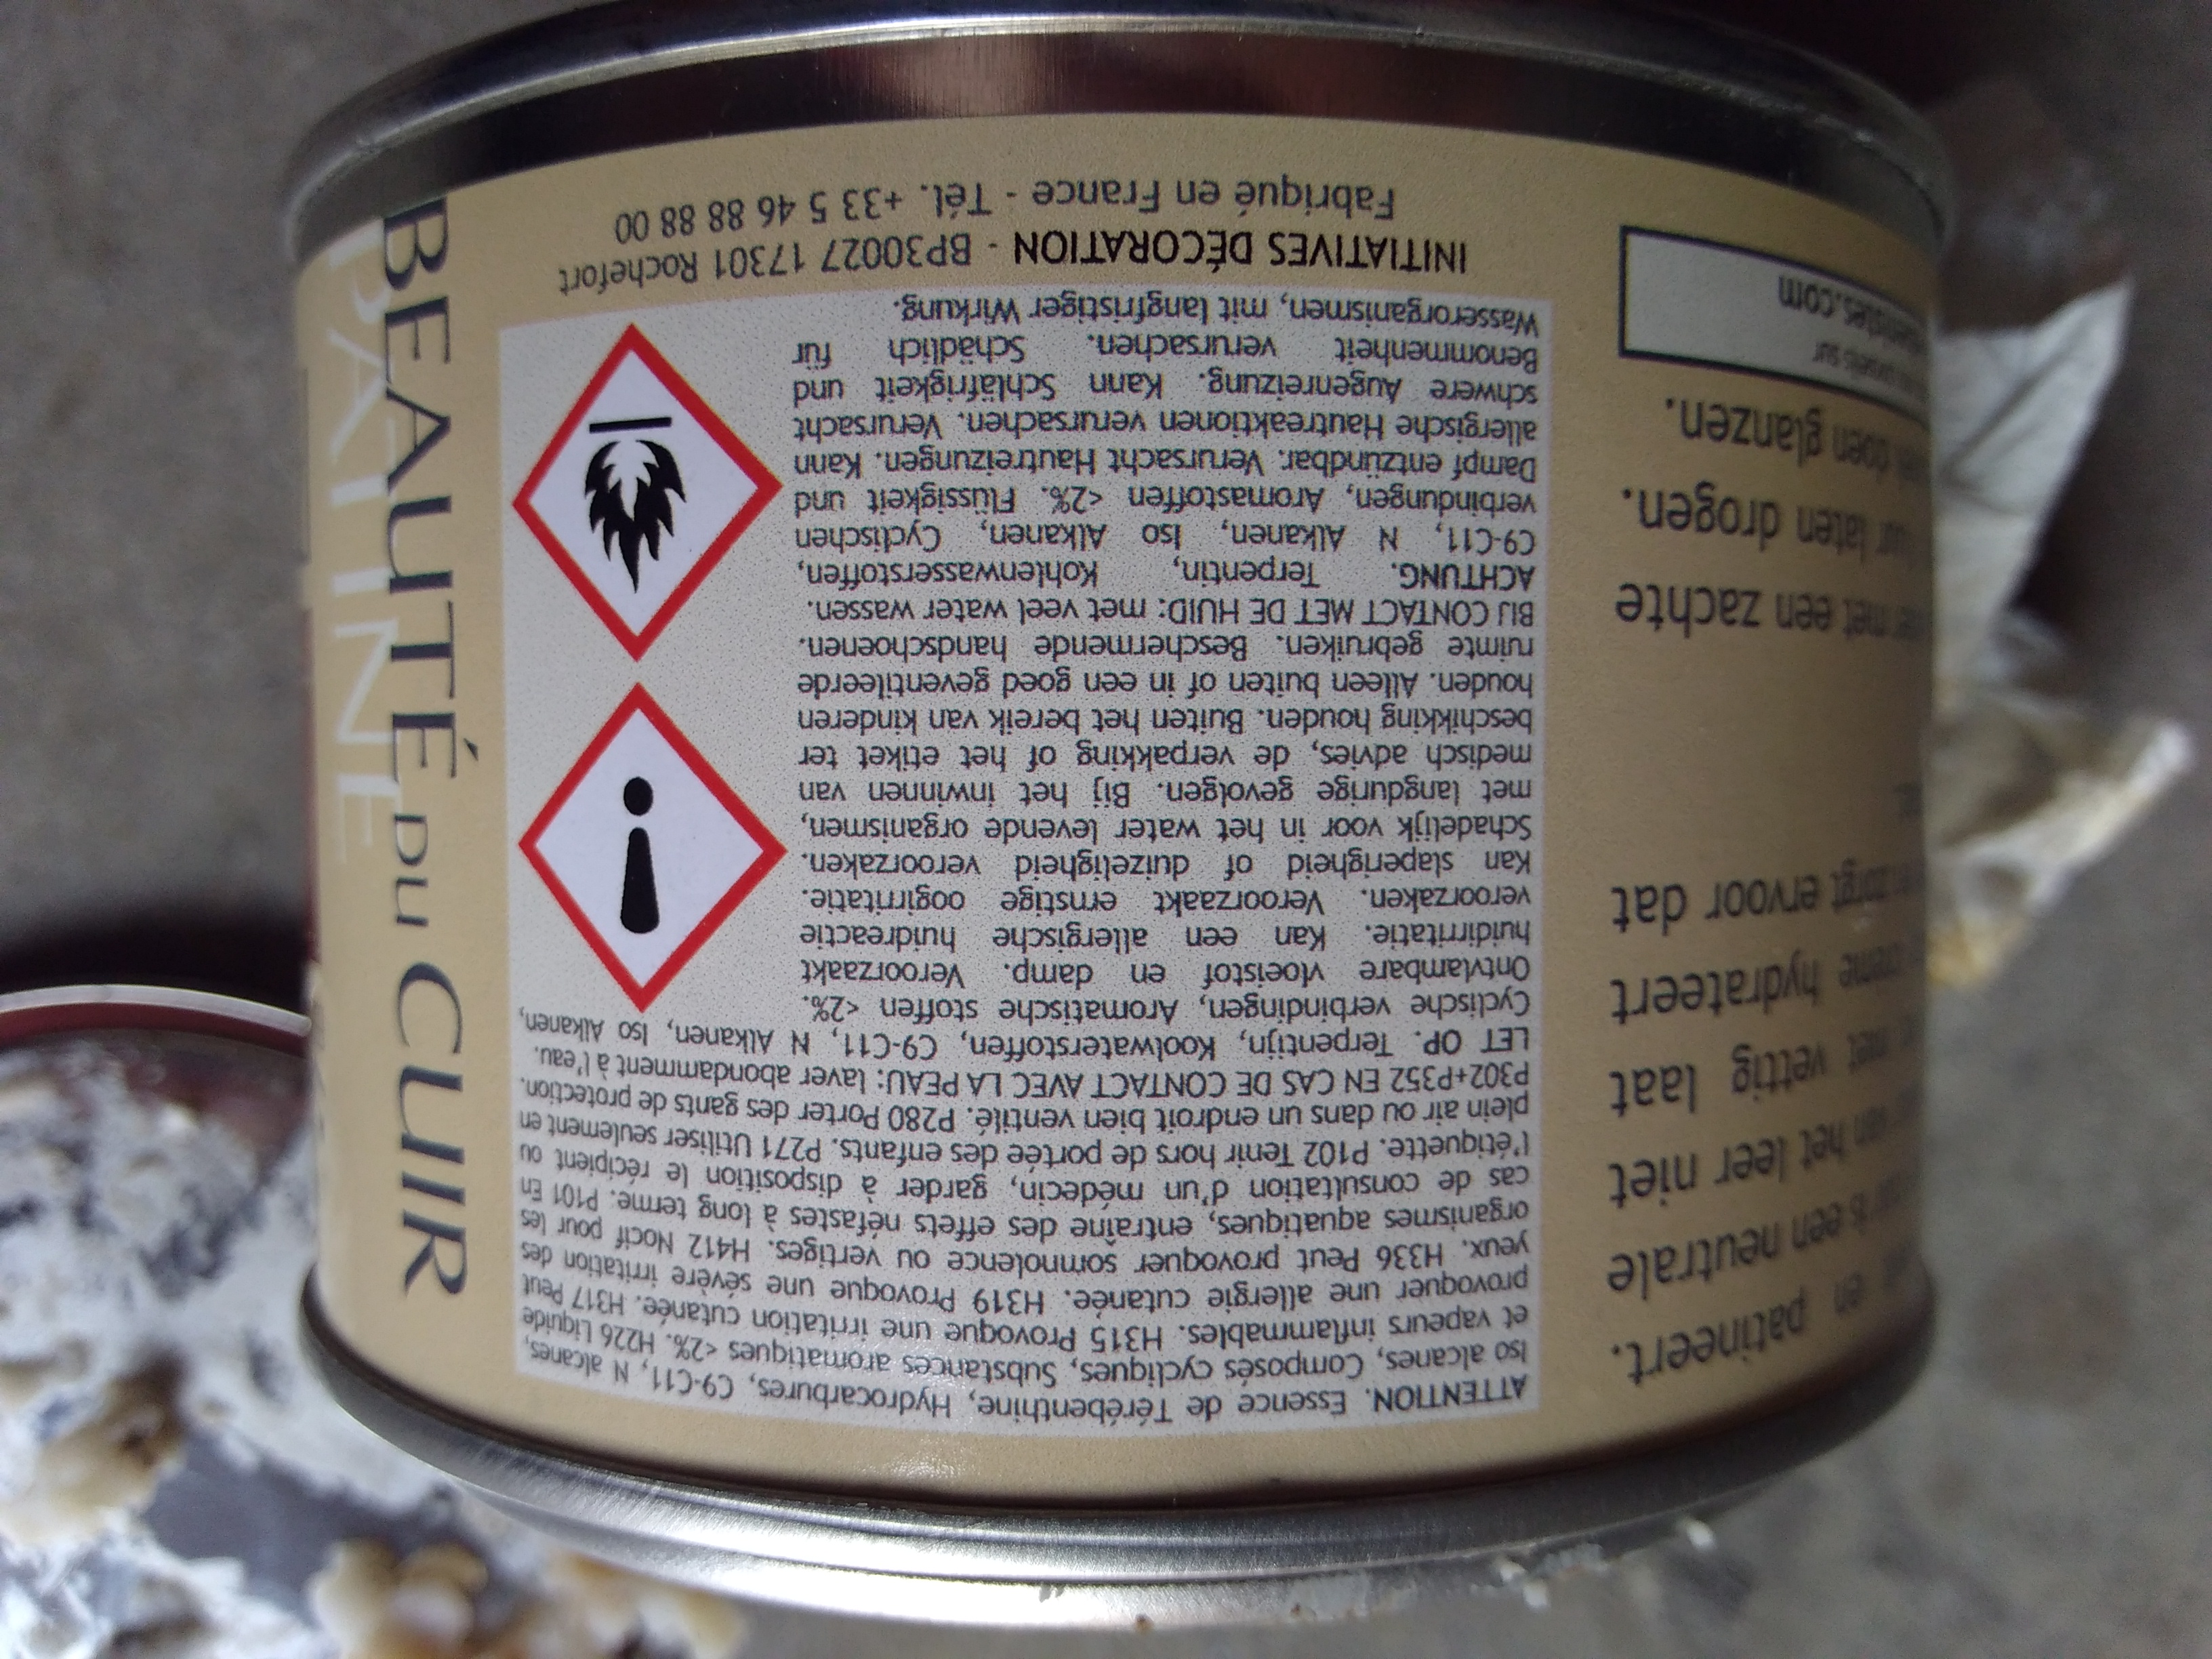 ATTENTION. Essence de Térébenthine, Hydrocarbures, C9-C11, N alcanes,
Iso alcanes, Composés cycliques, Substances aromatiques <2%. H226 Liquide
et vapeurs inflammables. H315 Provoque une irritation cutanée. H317 Peut
provoquer une allergie cutanée. H319 Provoque une sévère irritation des
yeux. H336 Peut provoquer somnolence ou vertiges. H412 Nocif pour les
organismes aquatiques, entraîne des effets néfastes à long terme. P101 En
cas de consultation d'un médecin, garder à disposition le récipient ou
l'étiquette. P102 Tenir hors de portée des enfants. P271 Utiliser seulement en
plein air ou dans un endroit bien ventilé. P280 Porter des gants de protection.
P302+P352 EN CAS DE CONTACT AVEC LA PEAU: laver abondamment à l'eau.
LET OP. Terpentijn, Koolwaterstoffen, C9-C11, N Alkanen, Iso Alkanen,
Cyclische verbindingen, Aromatische stoffen <2%.
Ontvlambare vloeistof en damp. Veroorzaakt
huidirritatie. Kan een allergische huidreactie
veroorzaken. Veroorzaakt ernstige oogirritatie.
Kan slaperigheid of duizeligheid veroorzaken.
Schadelijk voor in het water levende organismen,
met langdurige gevolgen. Bij het inwinnen van
medisch advies, de verpakking of het etiket ter
beschikking houden. Buiten het bereik van kinderen
houden. Alleen buiten of in een goed geventileerde
ruimte gebruiken. Beschermende handschoenen.
BIJ CONTACT MET DE HUID: met veel water wassen.
ACHTUNG. Terpentin, Kohlenwasserstoffen,
C9-C11, N Alkanen, Iso Alkanen, Cyclischen
verbindungen, Aromastoffen <2%. Flüssigkeit und
Dampf entzündbar. Verursacht Hautreizungen. Kann
allergische Hautreaktionen verursachen. Verursacht
schwere Augenreizung. Kann Schläfrigkeit und
Benommenheit verursachen. Schädlich für
Wasserorganismen, mit langfristiger Wirkung.
INITIATIVES DÉCORATION - BP30027 17301 Rochefort
Fabriqué en France - Tél. +33 5 46 88 88 00
BEAUTÉ DU CUIR
PATINE
en patineert.
is een neutrale
van het leer niet
met vettig laat
hydrateert
zorgt ervoor dat
met een zachte
laten drogen.
doen glanzen.
sur
.com